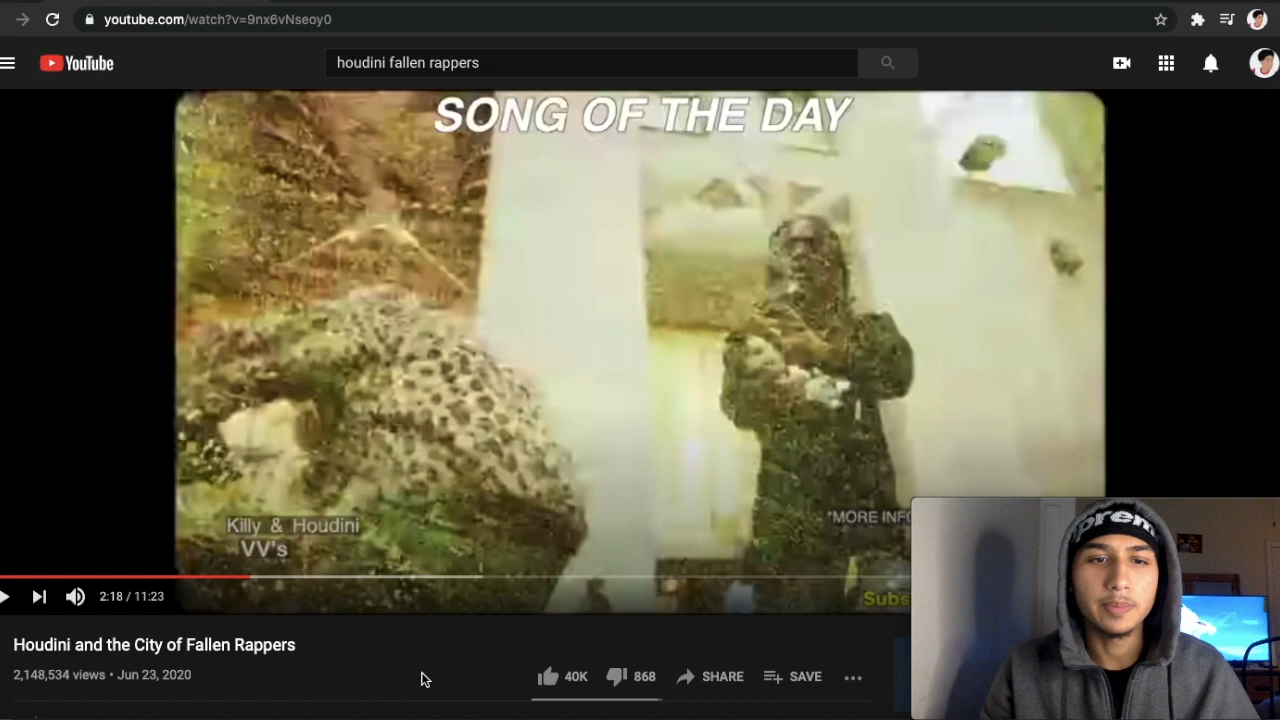 youtube.com/watch?v=9nx6vNseoy0
YouTube
houdini fallen rappers
SONG OF THE DAY
Killy & Houdini
VV's
*MORE INFO
Subs
2:18 / 11:23
Houdini and the City of Fallen Rappers
2,148,534 views • Jun 23, 2020
40K
868
SHARE
SAVE
preme